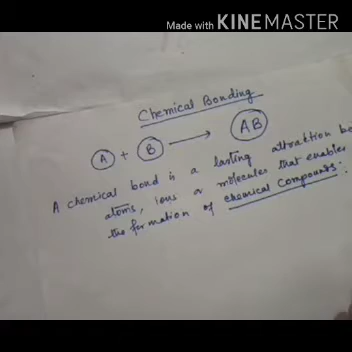 Made with KINEMASTER
Chemical Bonding
A + B → AB
A chemical bond is a lasting attraction be
atoms, ions or molecules that enables
the formation of chemical compounds: